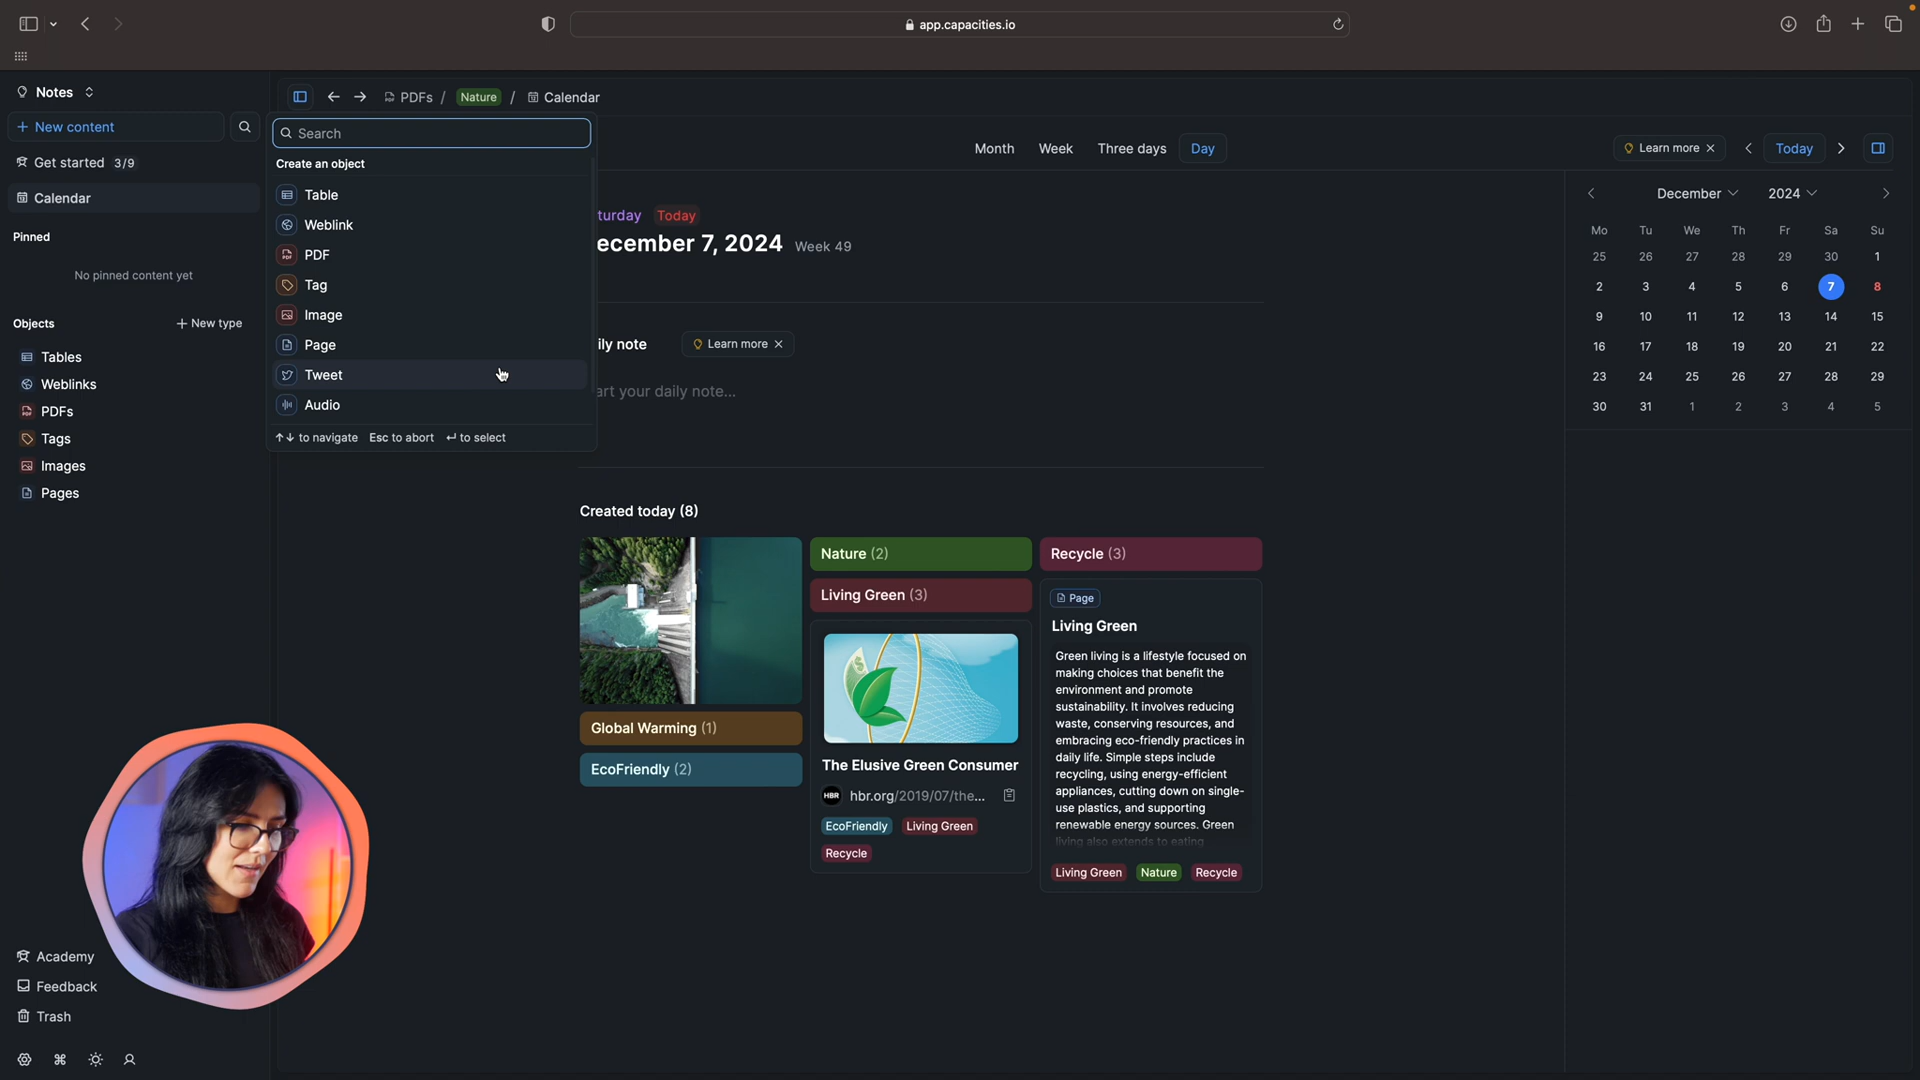 app.capacities.io
Notes
PDFs / Nature / Calendar
+ New content
Search
Get started 3/9
Create an object
Month Week Three days Day
Learn more
Today
Calendar
Table
December 2024
Pinned
Weblink
turday Today
Mo Tu We Th Fr Sa Su
ecember 7, 2024 Week 49
PDF
25 26 27 28 29 30 1
No pinned content yet
Tag
2 3 4 5 6 7 8
Objects
+ New type
Image
9 10 11 12 13 14 15
Page
ily note
Learn more
16 17 18 19 20 21 22
Tables
Tweet
23 24 25 26 27 28 29
Weblinks
art your daily note...
Audio
30 31 1 2 3 4 5
PDFs
↑↓ to navigate Esc to abort ↵ to select
Tags
Images
Pages
Created today (8)
Nature (2)
Recycle (3)
Living Green (3)
Page
Living Green
Green living is a lifestyle focused on
making choices that benefit the
environment and promote
sustainability. It involves reducing
waste, conserving resources, and
embracing eco-friendly practices in
daily life. Simple steps include
recycling, using energy-efficient
appliances, cutting down on single-
use plastics, and supporting
renewable energy sources. Green
living also extends to eating
Living Green Nature Recycle
Global Warming (1)
EcoFriendly (2)
The Elusive Green Consumer
HBR hbr.org/2019/07/the...
EcoFriendly Living Green
Recycle
Academy
Feedback
Trash